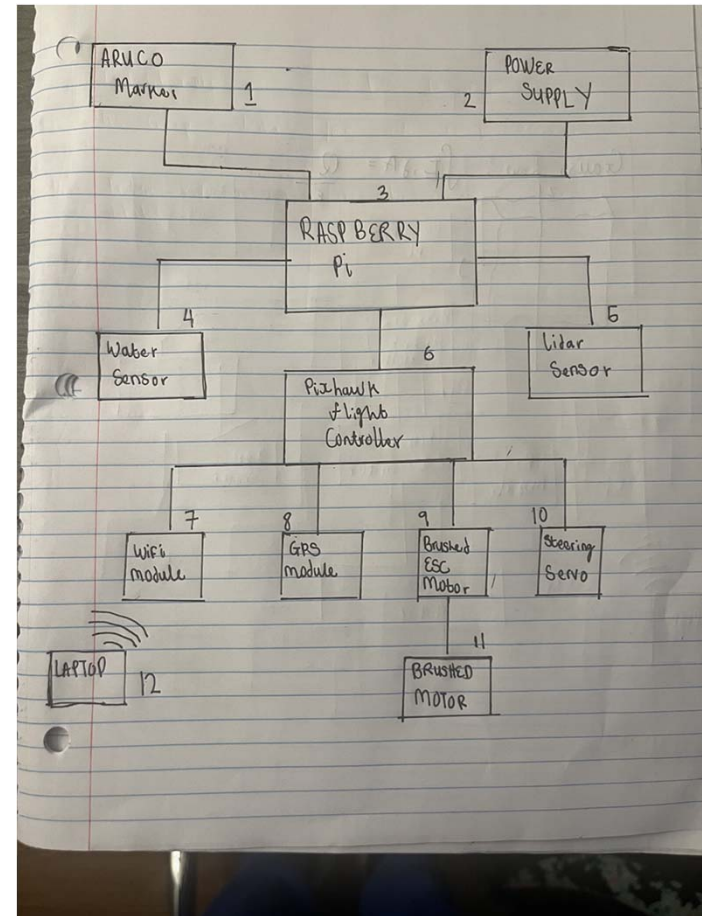 ARUCO
Marker
1
POWER
SUPPLY
2
3
RASPBERRY
Pi
4
Water
Sensor
5
Lidar
Sensor
6
Pixhawk
flight
Controller
7
WiFi
module
8
GPS
module
9
Brushed
ESC
Motor
10
Steering
Servo
11
BRUSHED
MOTOR
LAPTOP
12